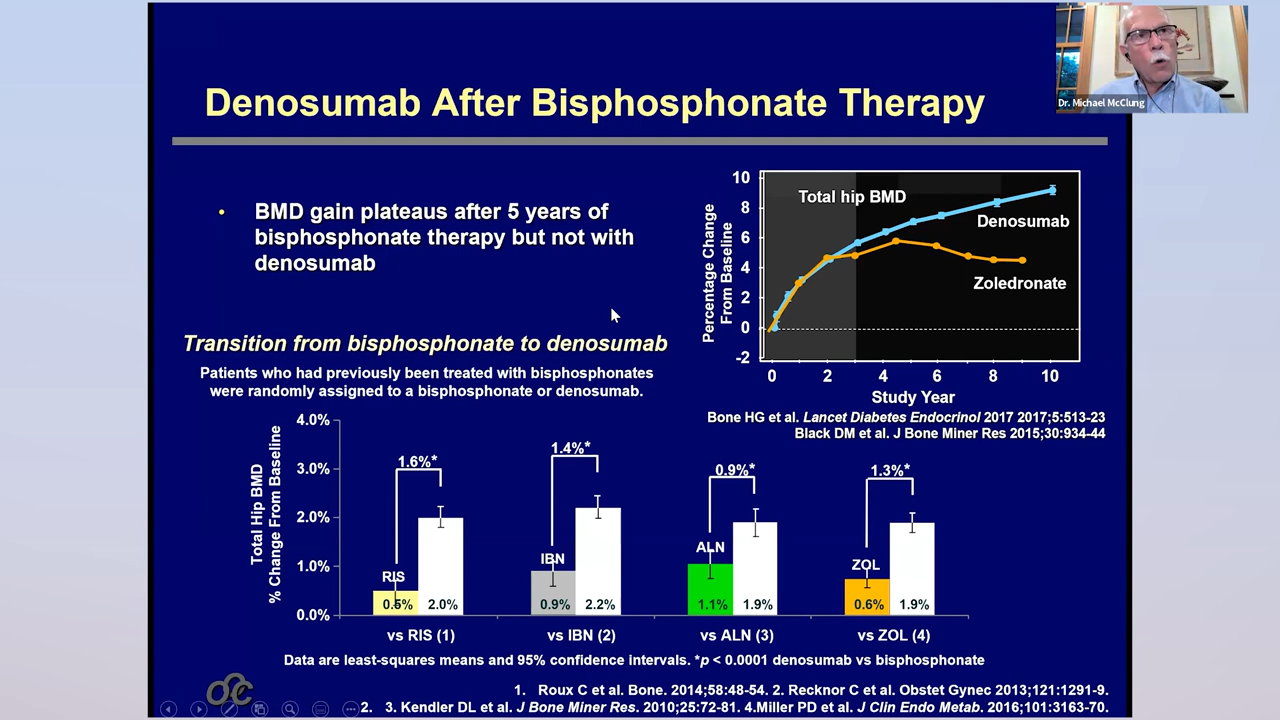 Dr. Michael McClung
Denosumab After Bisphosphonate Therapy
• BMD gain plateaus after 5 years of
bisphosphonate therapy but not with
denosumab
Percentage Change
From Baseline
10
8
6
4
2
0
-2
Total hip BMD
Denosumab
Zoledronate
0 2 4 6 8 10
Study Year
Bone HG et al. Lancet Diabetes Endocrinol 2017 2017;5:513-23
Black DM et al. J Bone Miner Res 2015;30:934-44
Transition from bisphosphonate to denosumab
Patients who had previously been treated with bisphosphonates
were randomly assigned to a bisphosphonate or denosumab.
Total Hip BMD
% Change From Baseline
4.0%
3.0%
2.0%
1.0%
0.0%
1.6%* 1.4%* 0.9%* 1.3%*
RIS IBN ALN ZOL
0.5% 2.0% 0.9% 2.2% 1.1% 1.9% 0.6% 1.9%
vs RIS (1) vs IBN (2) vs ALN (3) vs ZOL (4)
Data are least-squares means and 95% confidence intervals. *p < 0.0001 denosumab vs bisphosphonate
1. Roux C et al. Bone. 2014;58:48-54. 2. Recknor C et al. Obstet Gynec 2013;121:1291-9.
2. 3. Kendler DL et al. J Bone Miner Res. 2010;25:72-81. 4.Miller PD et al. J Clin Endo Metab. 2016;101:3163-70.